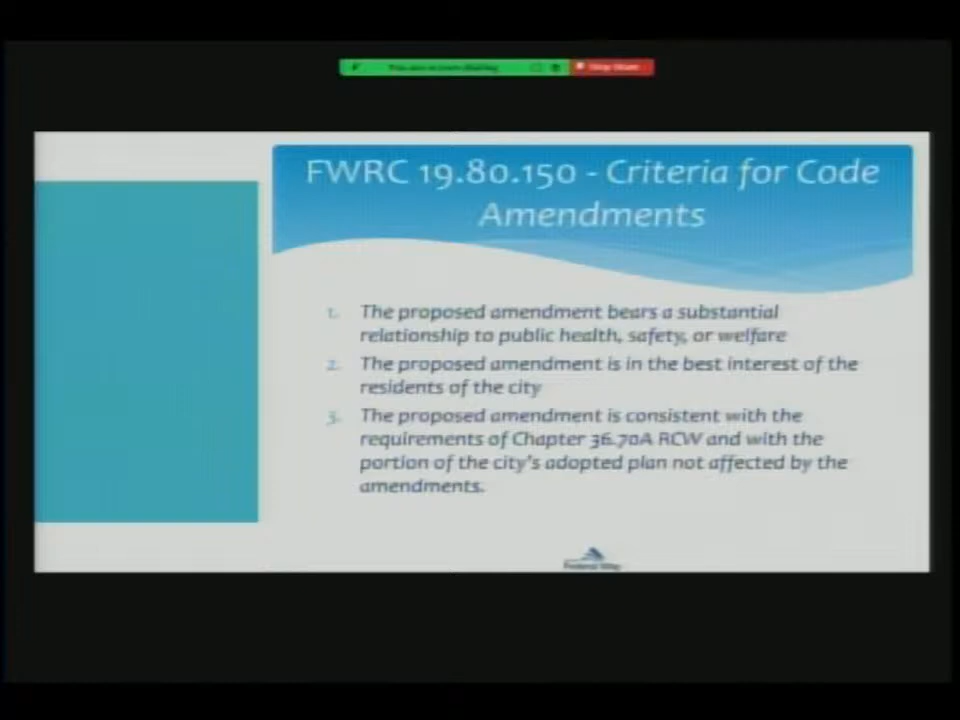 FWRC 19.80.150 - Criteria for Code
Amendments
1. The proposed amendment bears a substantial
relationship to public health, safety, or welfare
2. The proposed amendment is in the best interest of the
residents of the city
3. The proposed amendment is consistent with the
requirements of Chapter 36.70A RCW and with the
portion of the city's adopted plan not affected by the
amendments.
Federal Way